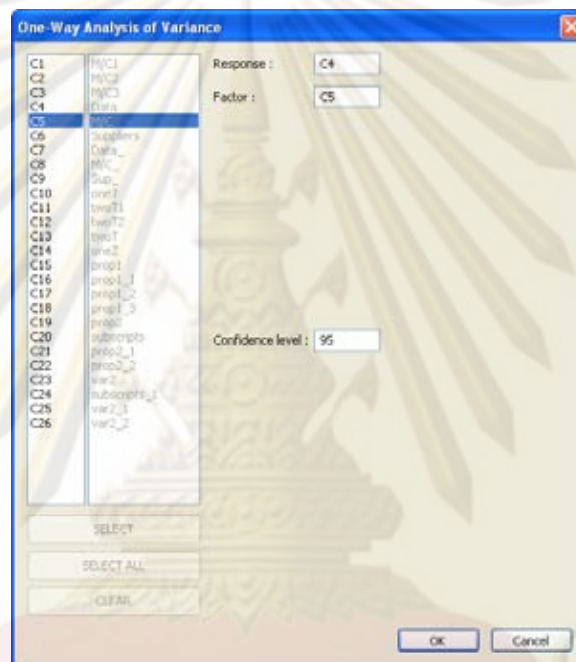 One-Way Analysis of Variance
C1 M/C1
C2 M/C2
C3 M/C3
C4 Data
C5 M/C
C6 Suppliers
C7 Data_
C8 M/C_
C9 Sup_
C10 oneT
C11 twoT1
C12 twoT2
C13 twoT
C14 oneZ
C15 prop1
C16 prop1_1
C17 prop1_2
C18 prop1_3
C19 prop2
C20 subscripts
C21 prop2_1
C22 prop2_2
C23 var2
C24 subscripts_1
C25 var2_1
C26 var2_2
Response : C4
Factor : C5
Confidence level : 95
SELECT
SELECT ALL
CLEAR
OK Cancel